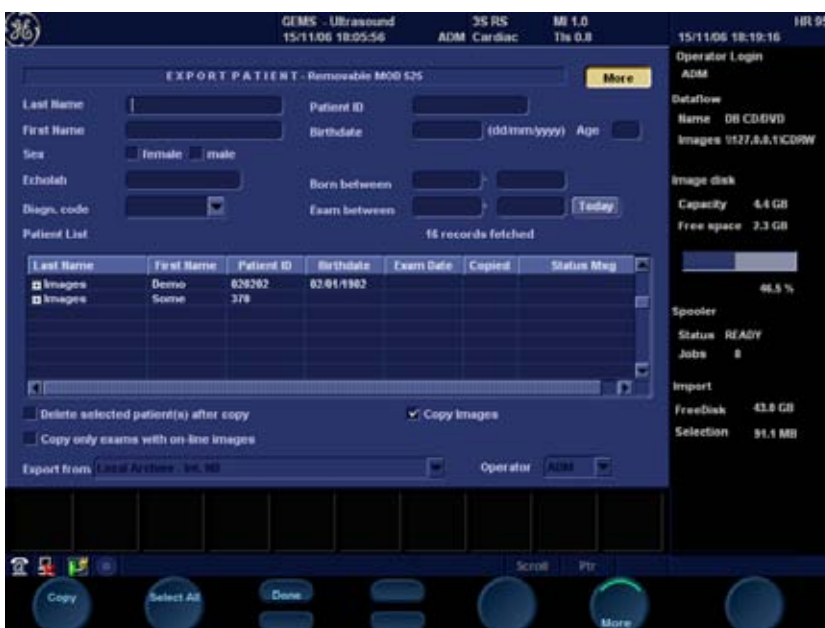 GEMS - Ultrasound 3S RS MI 1.0 HR 95
15/11/06 18:05:56 ADM Cardiac TIs 0.8 15/11/06 18:19:16
EXPORT PATIENT - Removable MOD 525 More
Last Name Patient ID
First Name Birthdate (dd/mm/yyyy) Age
Sex female male
Echolab Born between -
Diagn. code Exam between - Today
Patient List 16 records fetched
Last Name First Name Patient ID Birthdate Exam Date Copied Status Msg
Images Demo 020202 02/01/1902
Images Some 370
Delete selected patient(s) after copy Copy Images
Copy only exams with on-line images
Export from Local Archive - Int. HD Operator ADM
Operator Login
ADM
Dataflow
Name DB CD/DVD
Images \\127.0.0.1\CDRW
Image disk
Capacity 4.4 GB
Free space 2.3 GB
46.5 %
Spooler
Status READY
Jobs 0
Import
FreeDisk 43.0 GB
Selection 91.1 MB
Scroll Ptr
Copy Select All Done More